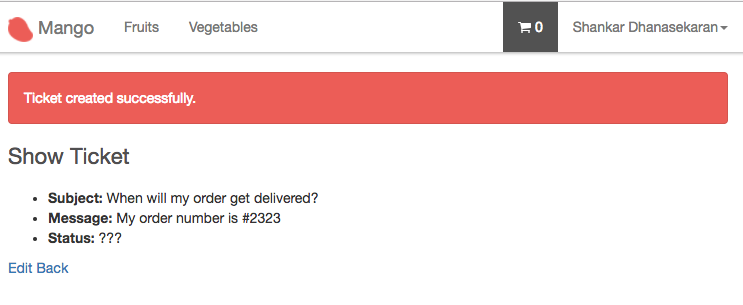 Mango Fruits Vegetables 0 Shankar Dhanasekaran
Ticket created successfully.
Show Ticket
Subject: When will my order get delivered?
Message: My order number is #2323
Status: ???
Edit Back